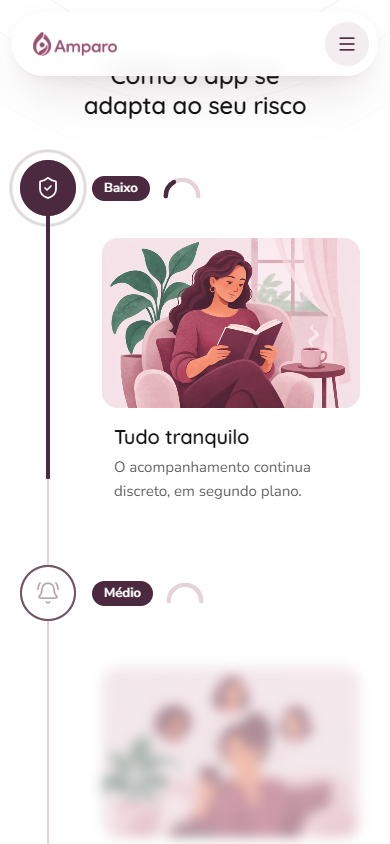 Amparo
Como o app se
adapta ao seu risco
Baixo
Tudo tranquilo
O acompanhamento continua
discreto, em segundo plano.
Médio